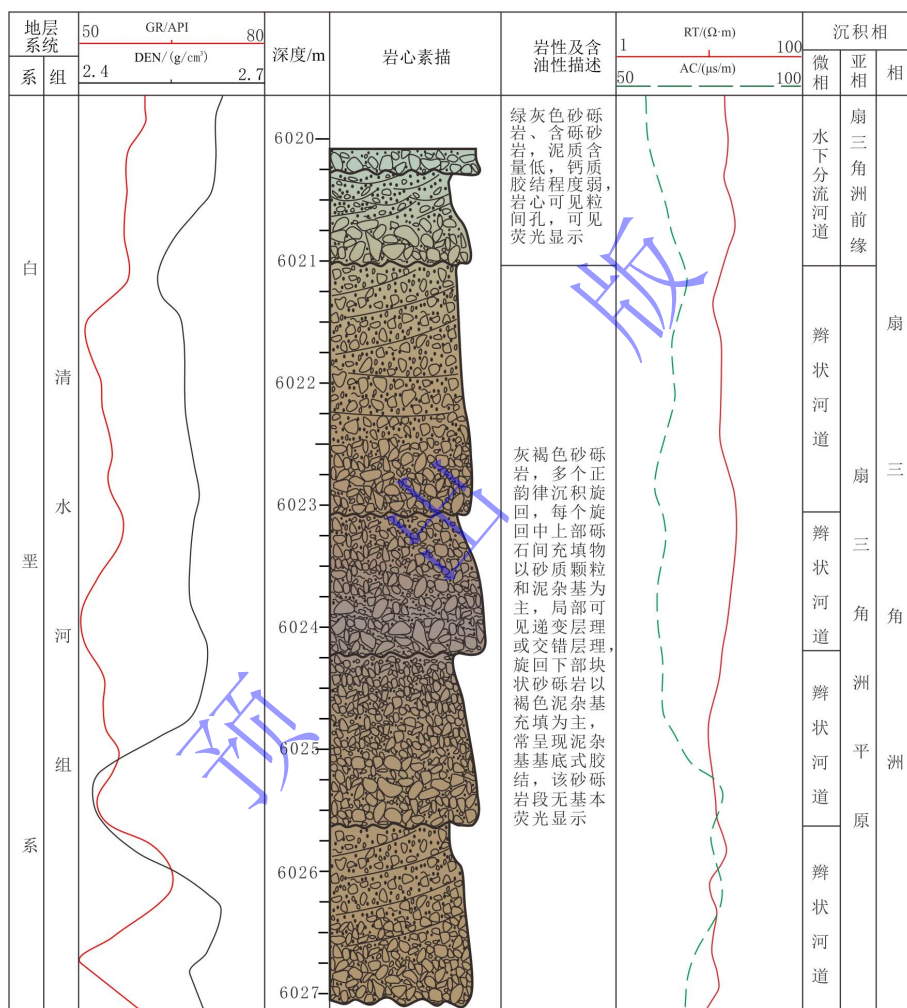 地层
系统
系
组
50
GR/API
80
DEN/(g/cm³)
2.4
2.7
深度/m
岩心素描
岩性及含
油性描述
1
RT/(Ω·m)
100
AC/(μs/m)
50
100
沉积相
微相
亚相
相
白垩系
清水河组
6020
6021
6022
6023
6024
6025
6026
6027
绿灰色砂砾
岩、含砾砂
岩，泥质含
量低，钙质
胶结程度弱，
岩心可见粒
间孔，可见
荧光显示
灰褐色砂砾
岩，多个正
韵律沉积旋
回，每个旋
回中上部砾
石间充填物
以砂质颗粒
和泥杂基为
主，局部可
见递变层理
或交错层理，
旋回下部块
状砂砾岩以
褐色泥杂基
充填为主，
常呈现泥杂
基基底式胶
结，该砂砾
岩段无基本
荧光显示
水下分流河道
辫状河道
辫状河道
辫状河道
辫状河道
扇三角洲前缘
扇三角洲平原
扇三角洲
预出版